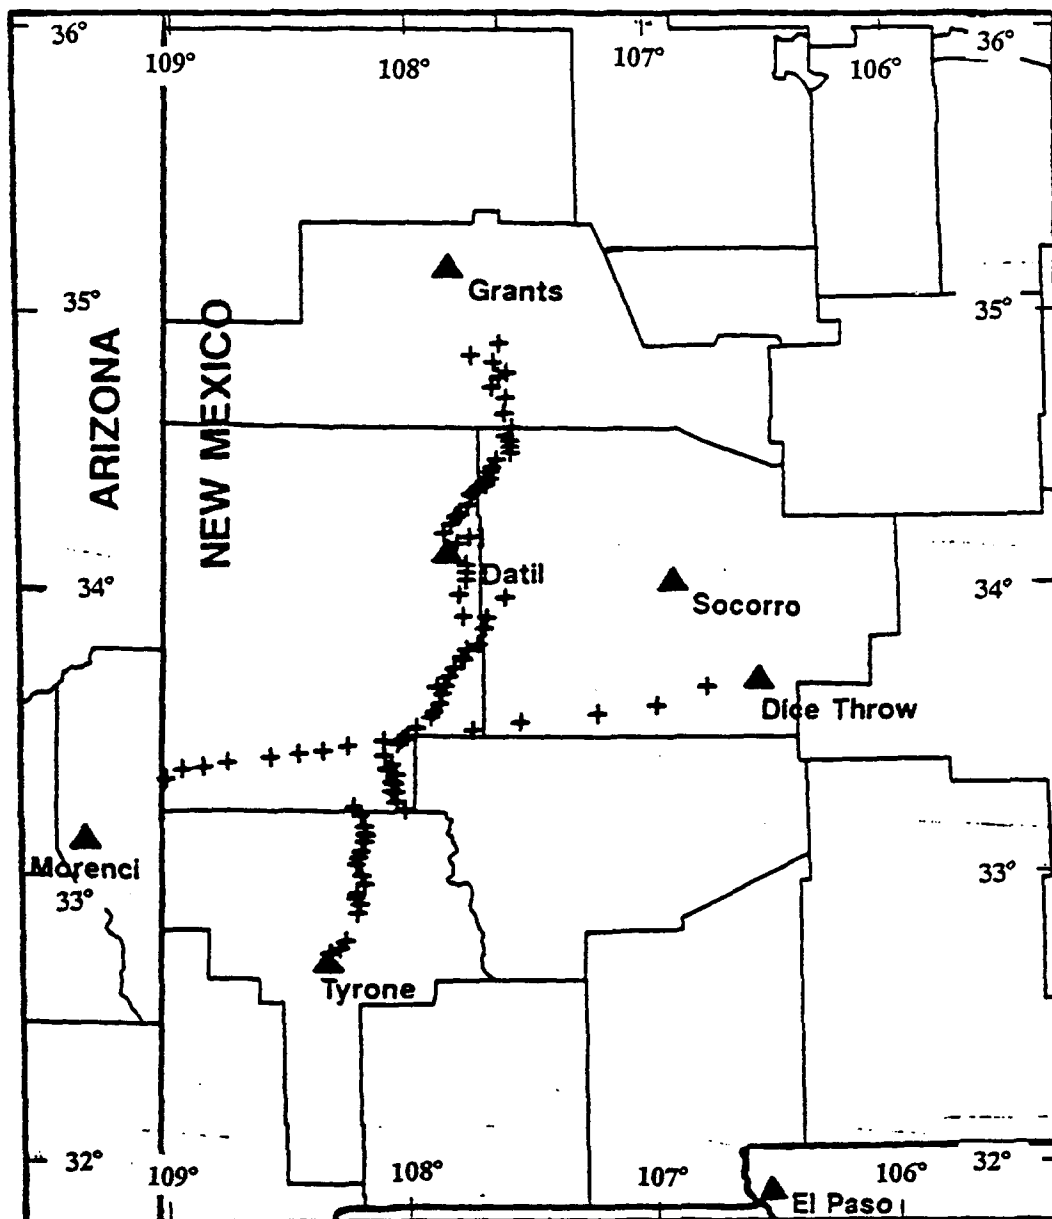 36°
109°
108°
107°
106°
36°
Grants
35°
35°
ARIZONA
NEW MEXICO
Datil
34°
Socorro
34°
Dice Throw
Morenci
33°
33°
Tyrone
32°
109°
108°
107°
106°
32°
El Paso